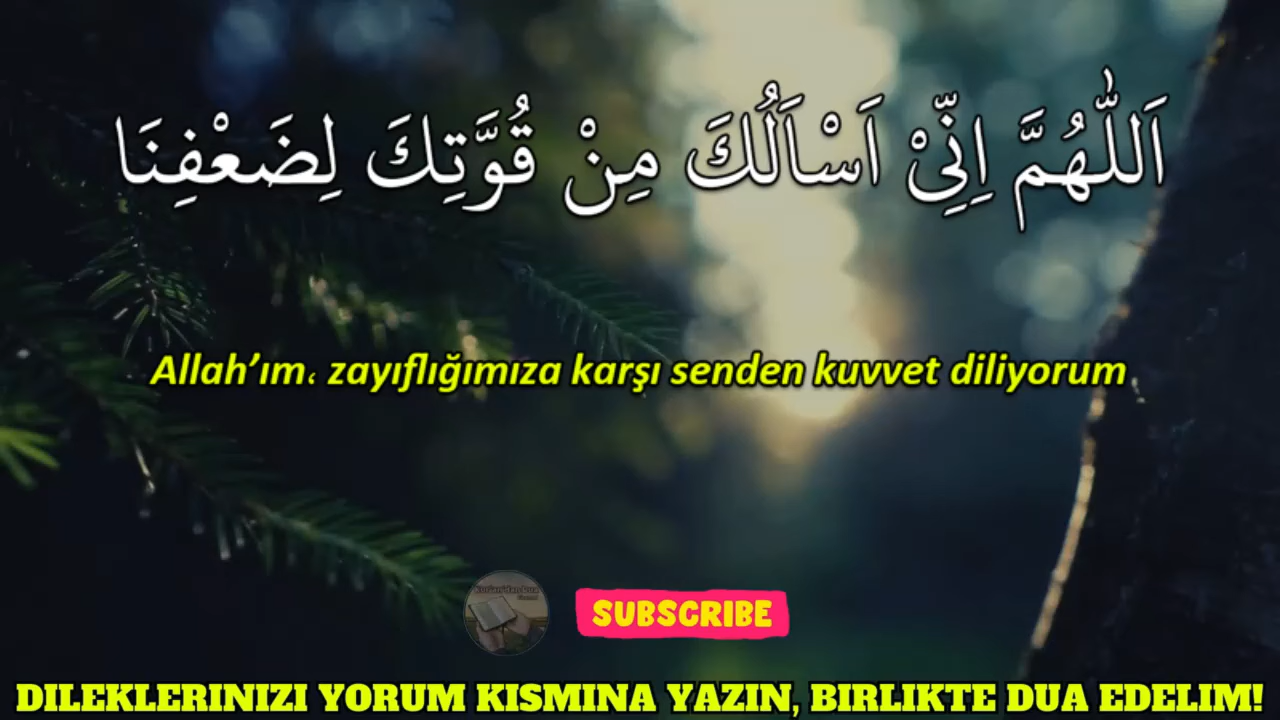 اَللّٰهُمَّ اِنِّىْ اَسْاَلُكَ مِنْ قُوَّتِكَ لِضَعْفِنَا
Allah’ım، zayıflığımıza karşı senden kuvvet diliyorum
SUBSCRIBE
DILEKLERINIZI YORUM KISMINA YAZIN, BIRLIKTE DUA EDELIM!